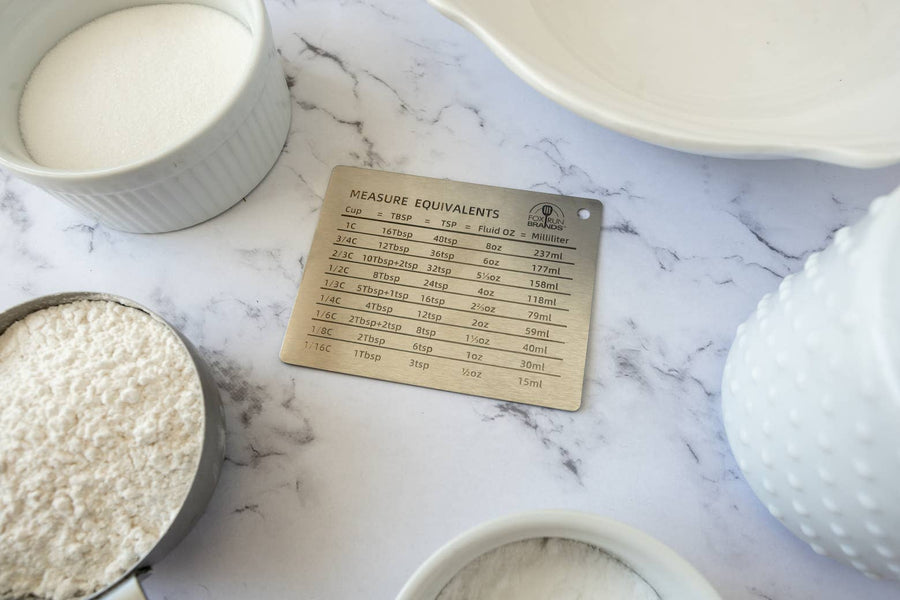 MEASURE EQUIVALENTS
FOX RUN
BRANDS
Cup = TBSP = TSP = Fluid OZ = Milliliter
1C 16Tbsp 48tsp 8oz 237ml
3/4C 12Tbsp 36tsp 6oz 177ml
2/3C 10Tbsp+2tsp 32tsp 5⅓oz 158ml
1/2C 8Tbsp 24tsp 4oz 118ml
1/3C 5Tbsp+1tsp 16tsp 2⅔oz 79ml
1/4C 4Tbsp 12tsp 2oz 59ml
1/6C 2Tbsp+2tsp 8tsp 1⅓oz 40ml
1/8C 2Tbsp 6tsp 1oz 30ml
1/16C 1Tbsp 3tsp ½oz 15ml